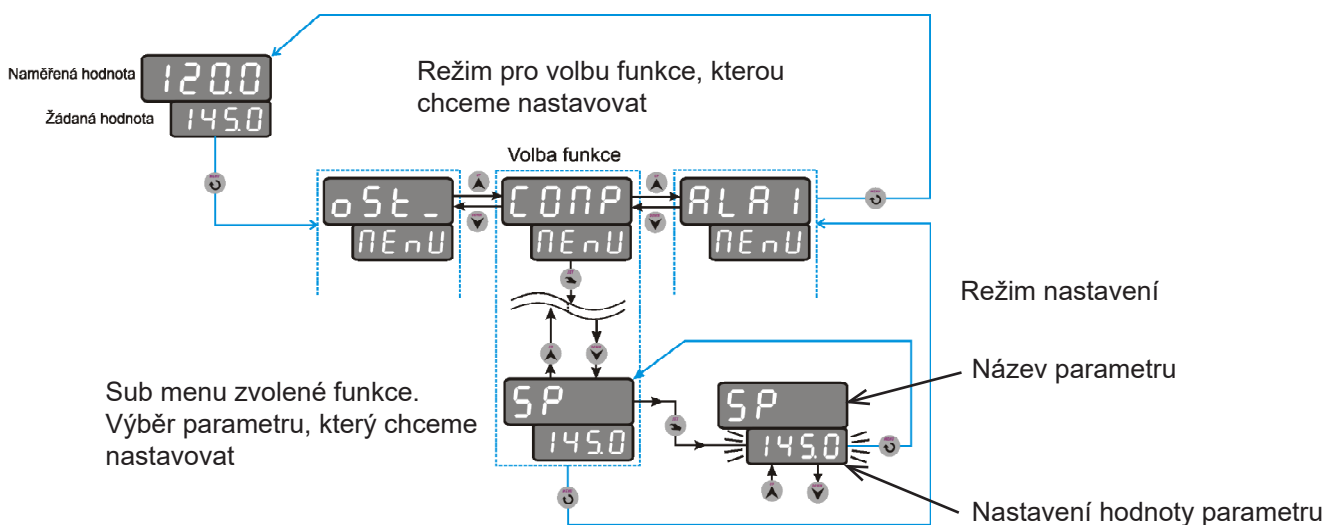 Naměřená hodnota
120.0
Žádaná hodnota
145.0
Režim pro volbu funkce, kterou
chceme nastavovat
Volba funkce
oSt_
MEnU
COMP
MEnU
ALA1
MEnU
Režim nastavení
Název parametru
Sub menu zvolené funkce.
Výběr parametru, který chceme
nastavovat
SP
145.0
SP
145.0
Nastavení hodnoty parametru